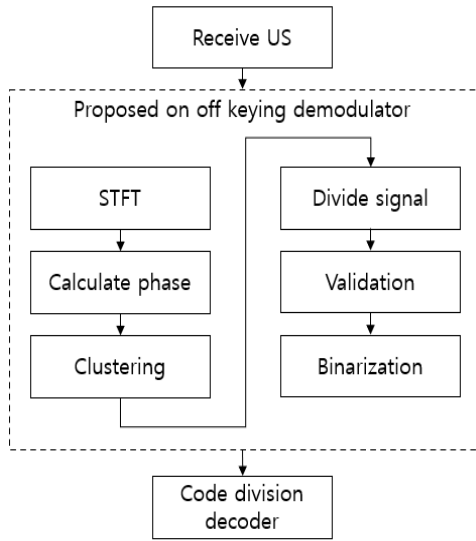 Receive US
Proposed on off keying demodulator
STFT
Calculate phase
Clustering
Divide signal
Validation
Binarization
Code division
decoder